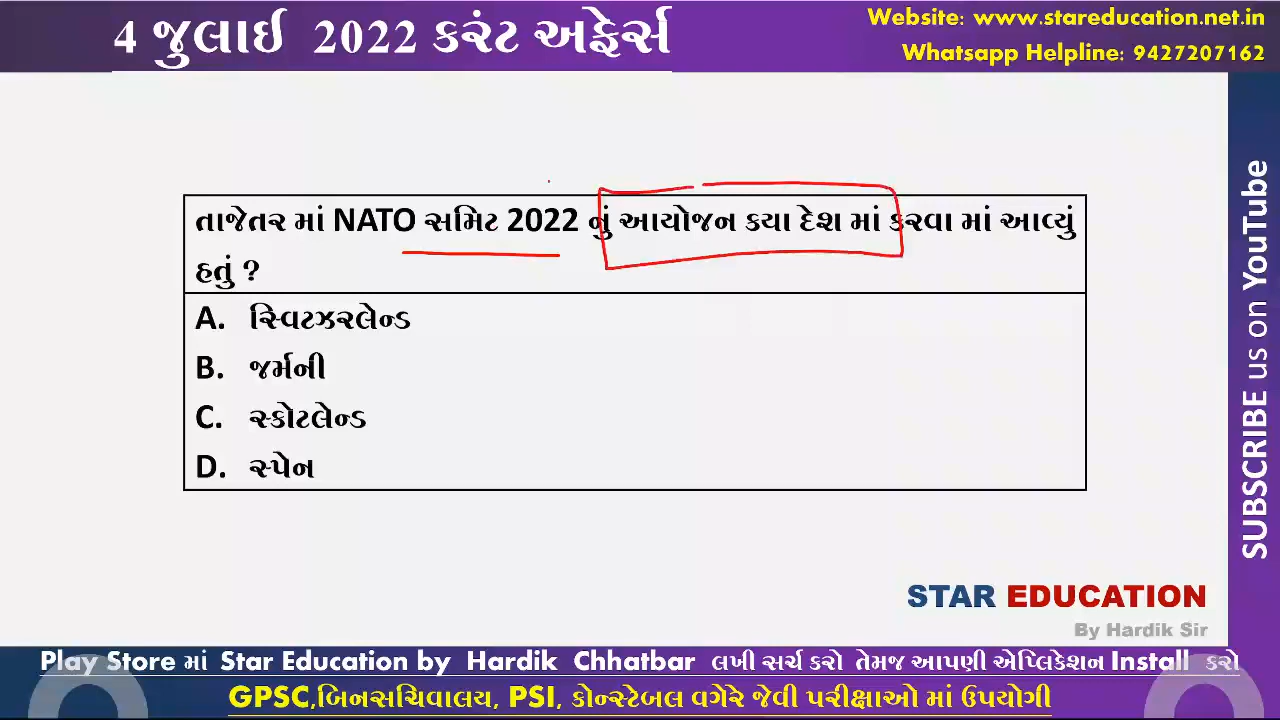 4 જુલાઈ 2022 કરંટ અફેર્સ
Website: www.stareducation.net.in
Whatsapp Helpline: 9427207162
તાજેતર માં NATO સમિટ 2022 નું આયોજન કયા દેશ માં કરવા માં આવ્યું
હતું ?
A. સ્વિટઝરલેન્ડ
B. જર્મની
C. સ્કોટલેન્ડ
D. સ્પેન
SUBSCRIBE us on YouTube
STAR EDUCATION
By Hardik Sir
Play Store માં Star Education by Hardik Chhatbar લખી સર્ચ કરો તેમજ આપણી એપ્લિકેશન Install કરો
GPSC,બિનસચિવાલય, PSI, કોન્સ્ટેબલ વગેરે જેવી પરીક્ષાઓ માં ઉપયોગી